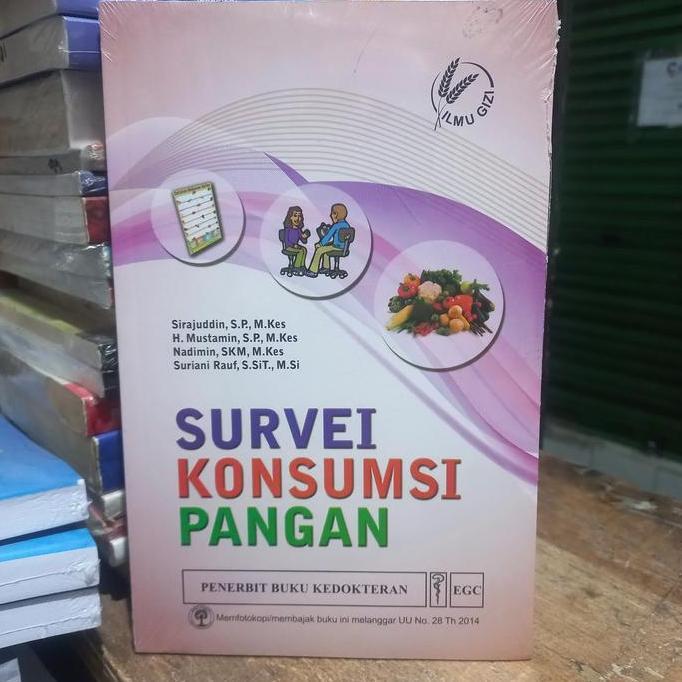 ILMU GIZI
Sirajuddin, S.P., M.Kes
H. Mustamin, S.P., M.Kes
Nadimin, SKM, M.Kes
Suriani Rauf, S.SiT., M.Si
SURVEI
KONSUMSI
PANGAN
PENERBIT BUKU KEDOKTERAN
EGC
Memfotokopi/membajak buku ini melanggar UU No. 28 Th 2014